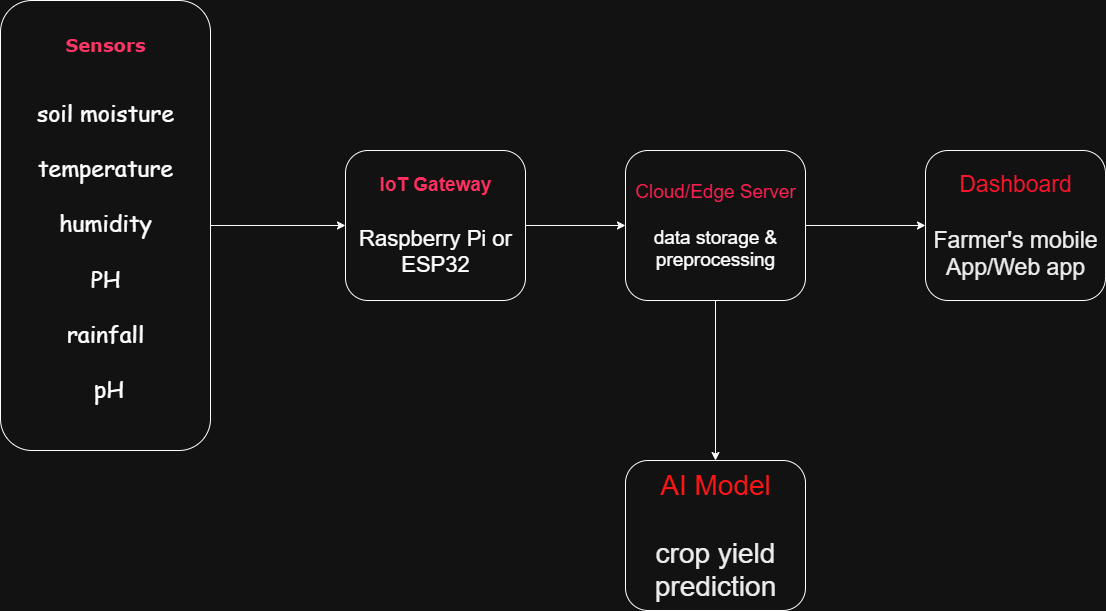 Sensors
soil moisture
temperature
humidity
PH
rainfall
pH
IoT Gateway
Raspberry Pi or
ESP32
Cloud/Edge Server
data storage &
preprocessing
Dashboard
Farmer's mobile
App/Web app
AI Model
crop yield
prediction